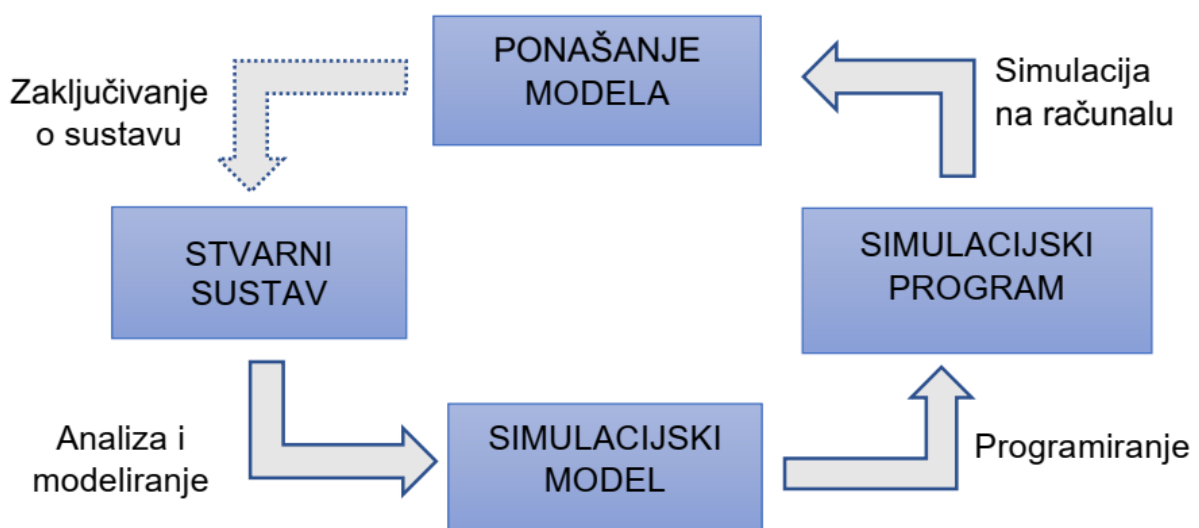 PONAŠANJE
MODELA
Zaključivanje
o sustavu
Simulacija
na računalu
STVARNI
SUSTAV
SIMULACIJSKI
PROGRAM
Analiza i
modeliranje
SIMULACIJSKI
MODEL
Programiranje